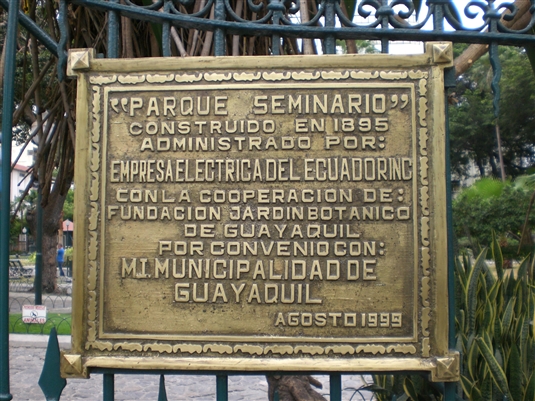 "PARQUE SEMINARIO"
CONSTRUIDO EN 1895
ADMINISTRADO POR:
EMPRESA ELECTRICA DEL ECUADOR INC
CON LA COOPERACION DE:
FUNDACION JARDIN BOTANICO
DE GUAYAQUIL
POR CONVENIO CON:
M.I. MUNICIPALIDAD DE
GUAYAQUIL
AGOSTO 1999